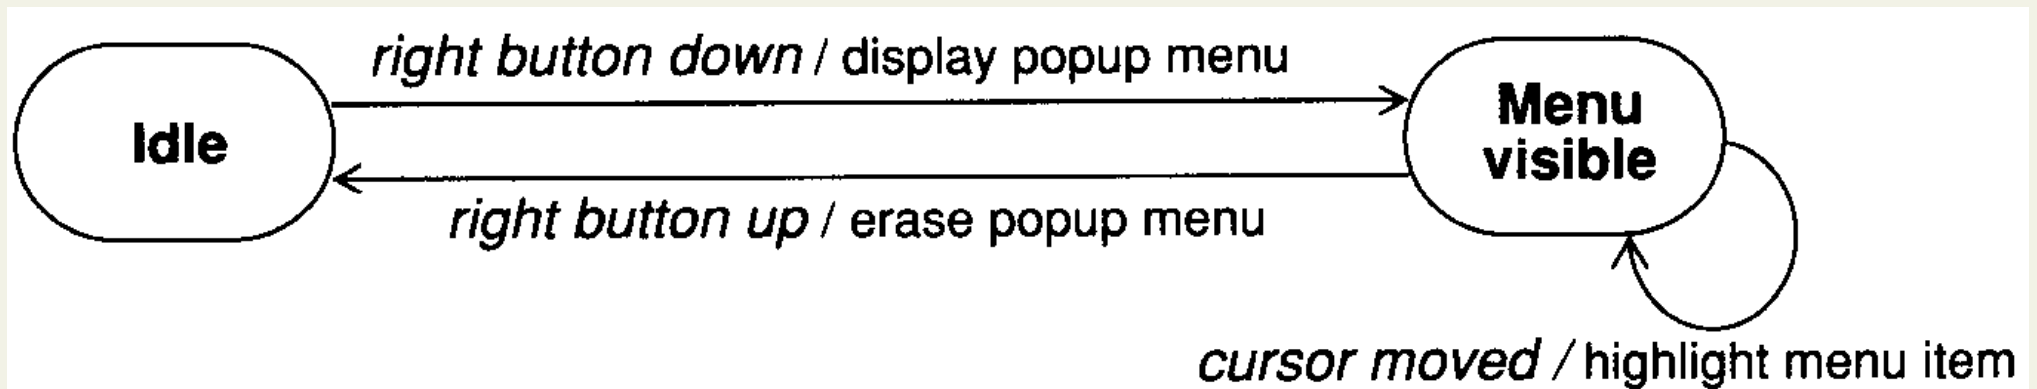 right button down / display popup menu
Idle
Menu
visible
right button up / erase popup menu
cursor moved / highlight menu item